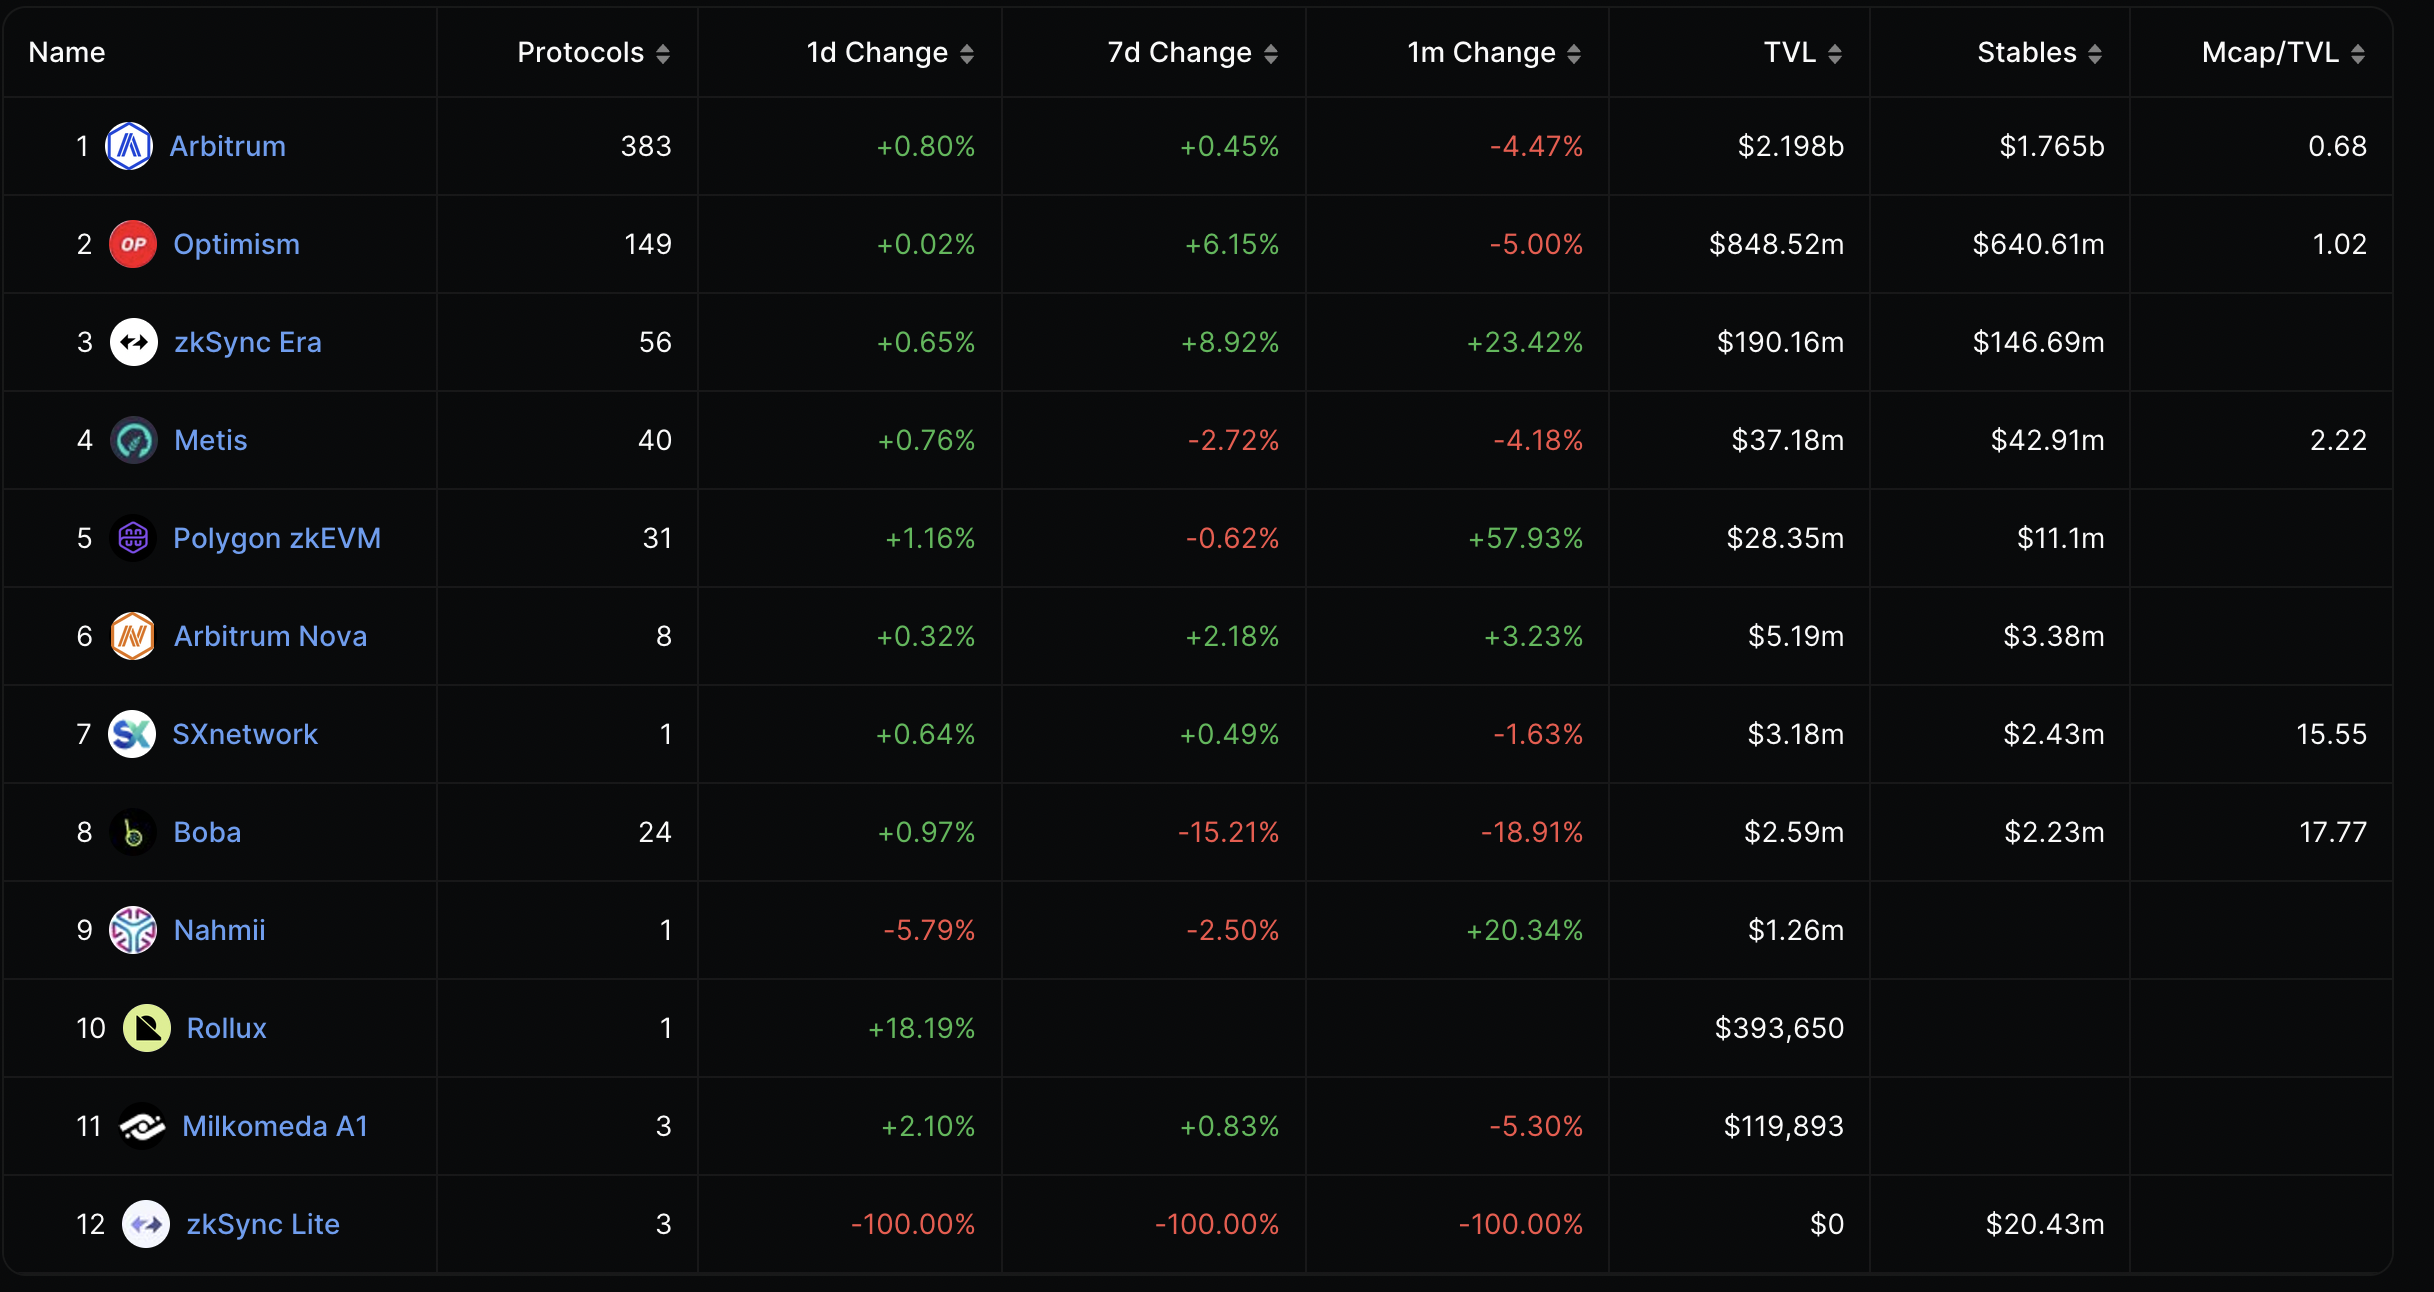 Name Protocols 1d Change 7d Change 1m Change TVL Stables Mcap/TVL
1 Arbitrum 383 +0.80% +0.45% -4.47% $2.198b $1.765b 0.68
2 OP Optimism 149 +0.02% +6.15% -5.00% $848.52m $640.61m 1.02
3 zkSync Era 56 +0.65% +8.92% +23.42% $190.16m $146.69m
4 Metis 40 +0.76% -2.72% -4.18% $37.18m $42.91m 2.22
5 Polygon zkEVM 31 +1.16% -0.62% +57.93% $28.35m $11.1m
6 Arbitrum Nova 8 +0.32% +2.18% +3.23% $5.19m $3.38m
7 SX SXnetwork 1 +0.64% +0.49% -1.63% $3.18m $2.43m 15.55
8 b Boba 24 +0.97% -15.21% -18.91% $2.59m $2.23m 17.77
9 Nahmii 1 -5.79% -2.50% +20.34% $1.26m
10 Rollux 1 +18.19% $393,650
11 Milkomeda A1 3 +2.10% +0.83% -5.30% $119,893
12 zkSync Lite 3 -100.00% -100.00% -100.00% $0 $20.43m